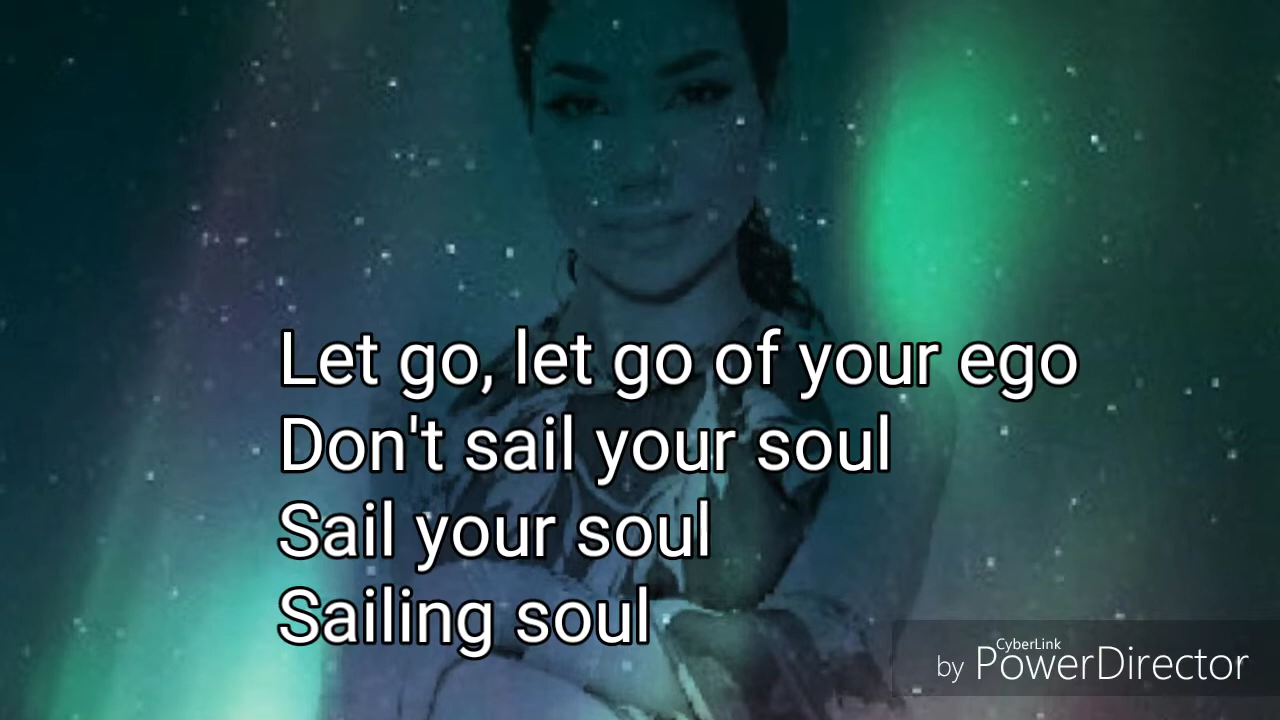 Let go, let go of your ego
Don't sail your soul
Sail your soul
Sailing soul
CyberLink
by PowerDirector